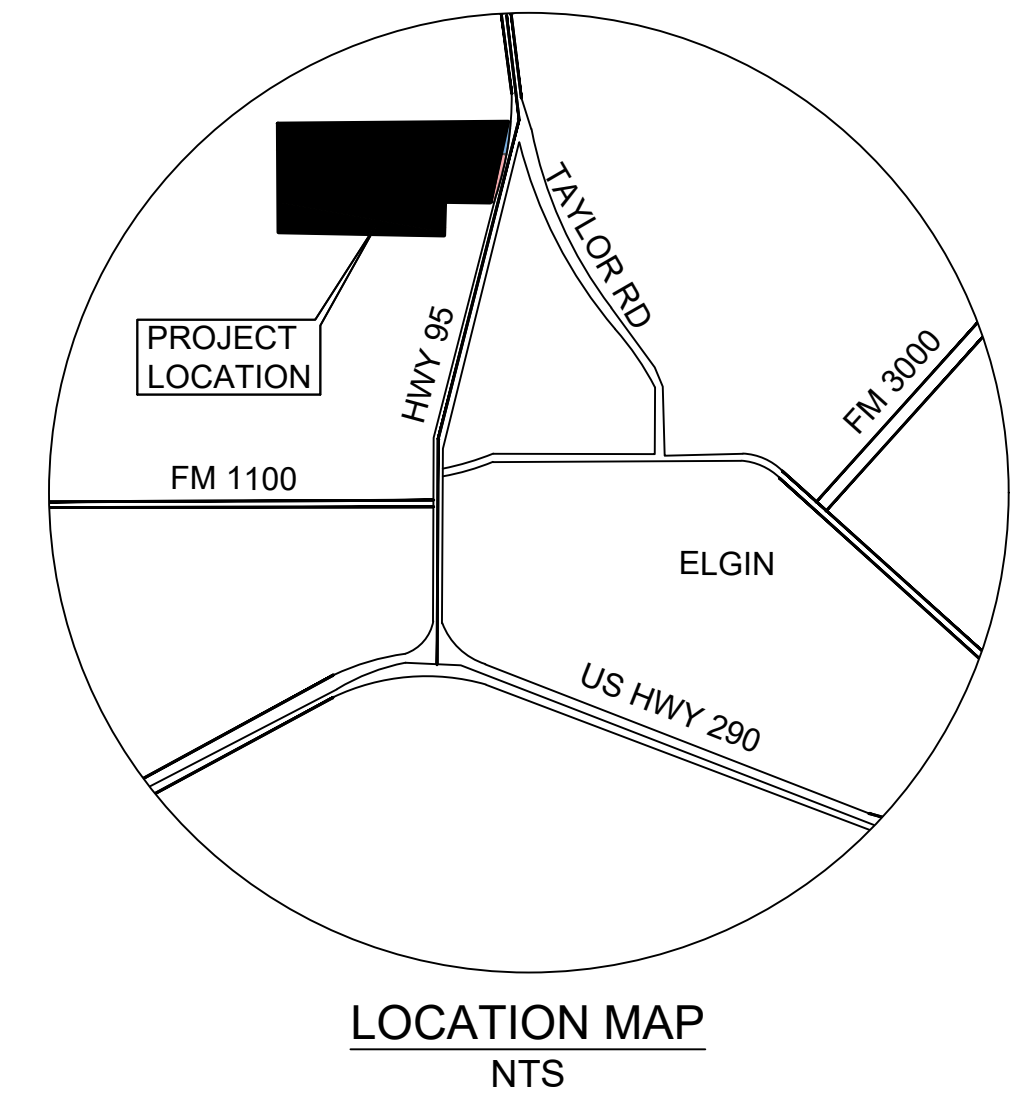 TAYLOR RD
PROJECT
LOCATION
HWY 95
FM 3000
FM 1100
ELGIN
US HWY 290
LOCATION MAP
NTS